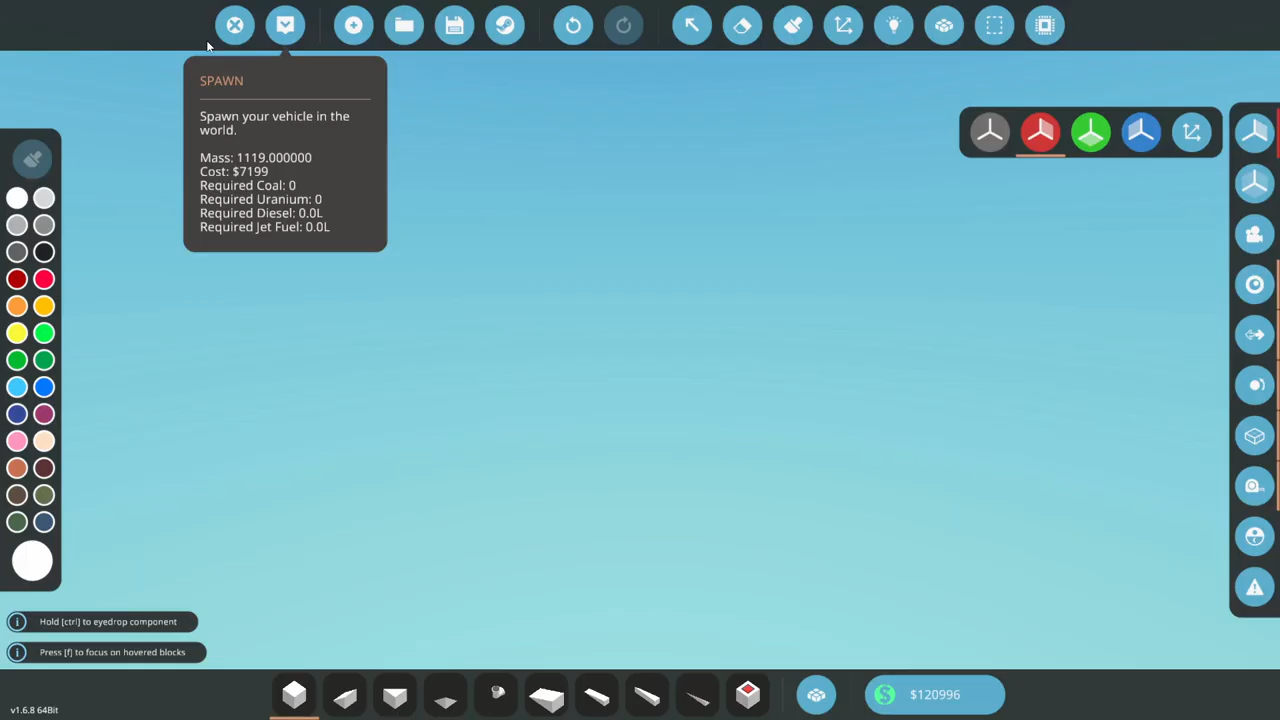 SPAWN
Spawn your vehicle in the
world.
Mass: 1119.000000
Cost: $7199
Required Coal: 0
Required Uranium: 0
Required Diesel: 0.0L
Required Jet Fuel: 0.0L
Hold [ctrl] to eyedrop component
Press [f] to focus on hovered blocks
v1.6.8 64Bit
$120996